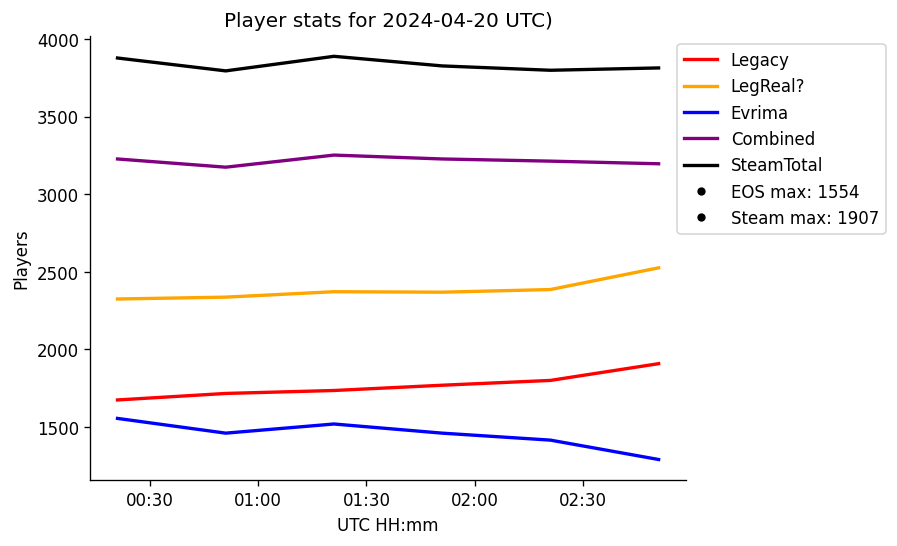 Player stats for 2024-04-20 UTC)
4000
3500
3000
2500
2000
1500
Players
00:30 01:00 01:30 02:00 02:30
UTC HH:mm
Legacy
LegReal?
Evrima
Combined
SteamTotal
EOS max: 1554
Steam max: 1907